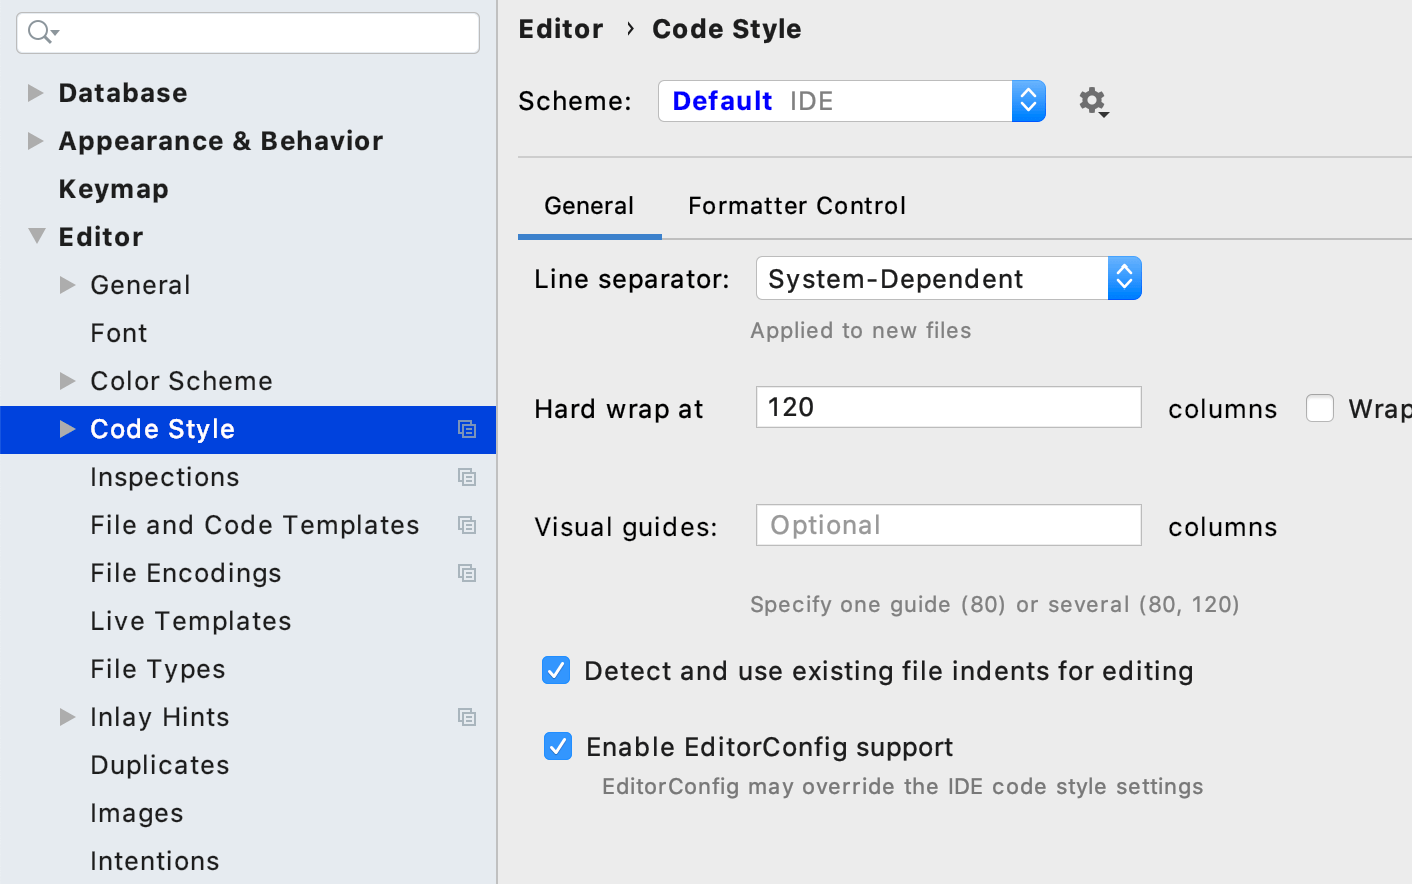 Database
Appearance & Behavior
Keymap
Editor
General
Font
Color Scheme
Code Style
Inspections
File and Code Templates
File Encodings
Live Templates
File Types
Inlay Hints
Duplicates
Images
Intentions
Editor › Code Style
Scheme: Default IDE
General Formatter Control
Line separator: System-Dependent
Applied to new files
Hard wrap at 120 columns Wrap
Visual guides: Optional columns
Specify one guide (80) or several (80, 120)
Detect and use existing file indents for editing
Enable EditorConfig support
EditorConfig may override the IDE code style settings